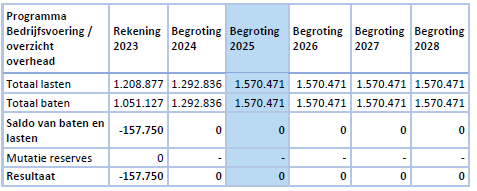 Programma Bedrijfsvoering / overzicht overhead | Rekening 2023 | Begroting 2024 | Begroting 2025 | Begroting 2026 | Begroting 2027 | Begroting 2028
Totaal lasten 1.208.877 1.292.836 1.570.471 1.570.471 1.570.471 1.570.471
Totaal baten 1.051.127 1.292.836 1.570.471 1.570.471 1.570.471 1.570.471
Saldo van baten en lasten -157.750 0 0 0 0 0
Mutatie reserves 0 - - - - -
Resultaat -157.750 0 0 0 0 0